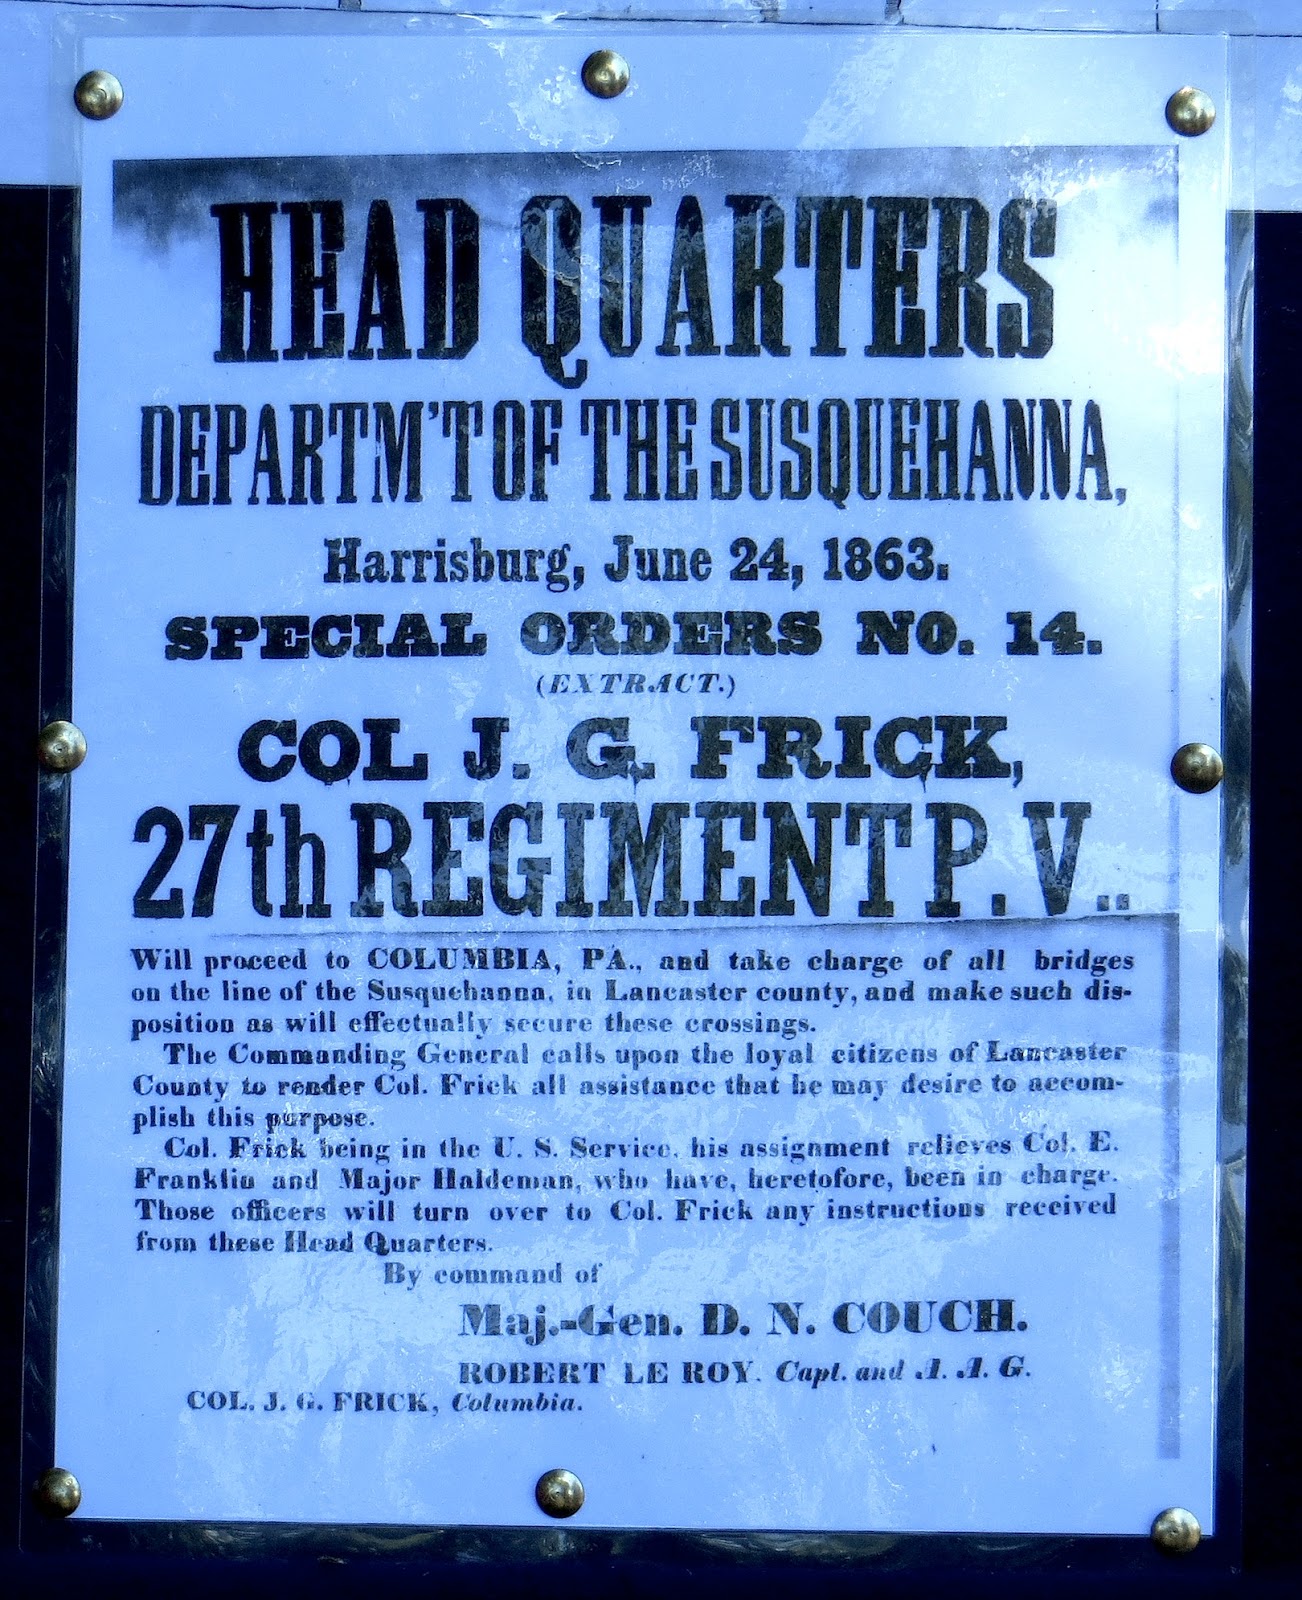 HEAD QUARTERS
DEPARTM'T OF THE SUSQUEHANNA,
Harrisburg, June 24, 1863.
SPECIAL ORDERS NO. 14.
(EXTRACT.)
COL J. G. FRICK,
27th REGIMENT P. V..
Will proceed to COLUMBIA, PA., and take charge of all bridges
on the line of the Susquehanna, in Lancaster county, and make such dis-
position as will effectually secure these crossings.
The Commanding General calls upon the loyal citizens of Lancaster
County to render Col. Frick all assistance that he may desire to accom-
plish this purpose.
Col. Frick being in the U. S. Service, his assignment relieves Col. E.
Franklin and Major Haldeman, who have, heretofore, been in charge.
Those officers will turn over to Col. Frick any instructions received
from these Head Quarters.
By command of
Maj.-Gen. D. N. COUCH.
ROBERT LE ROY. Capt. and A. A. G.
COL. J. G. FRICK, Columbia.